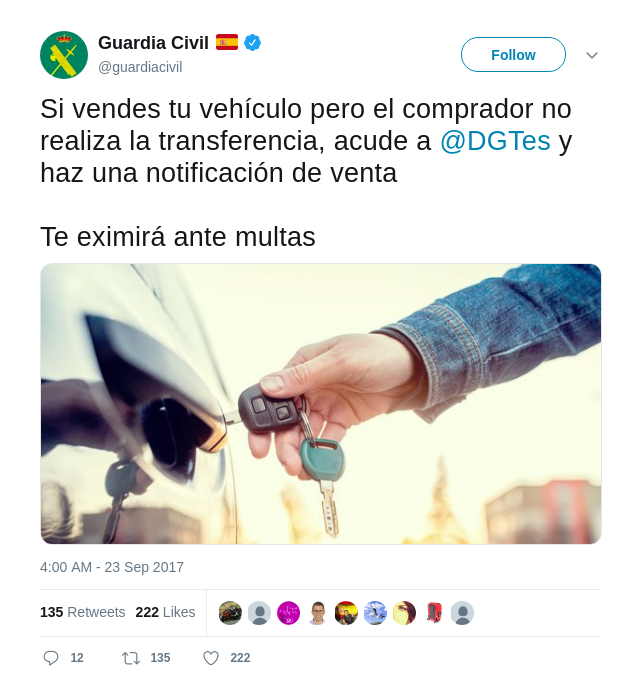 Guardia Civil
@guardiacivil
Follow
Si vendes tu vehículo pero el comprador no
realiza la transferencia, acude a @DGTes y
haz una notificación de venta
Te eximirá ante multas
4:00 AM - 23 Sep 2017
135 Retweets 222 Likes
12 135 222